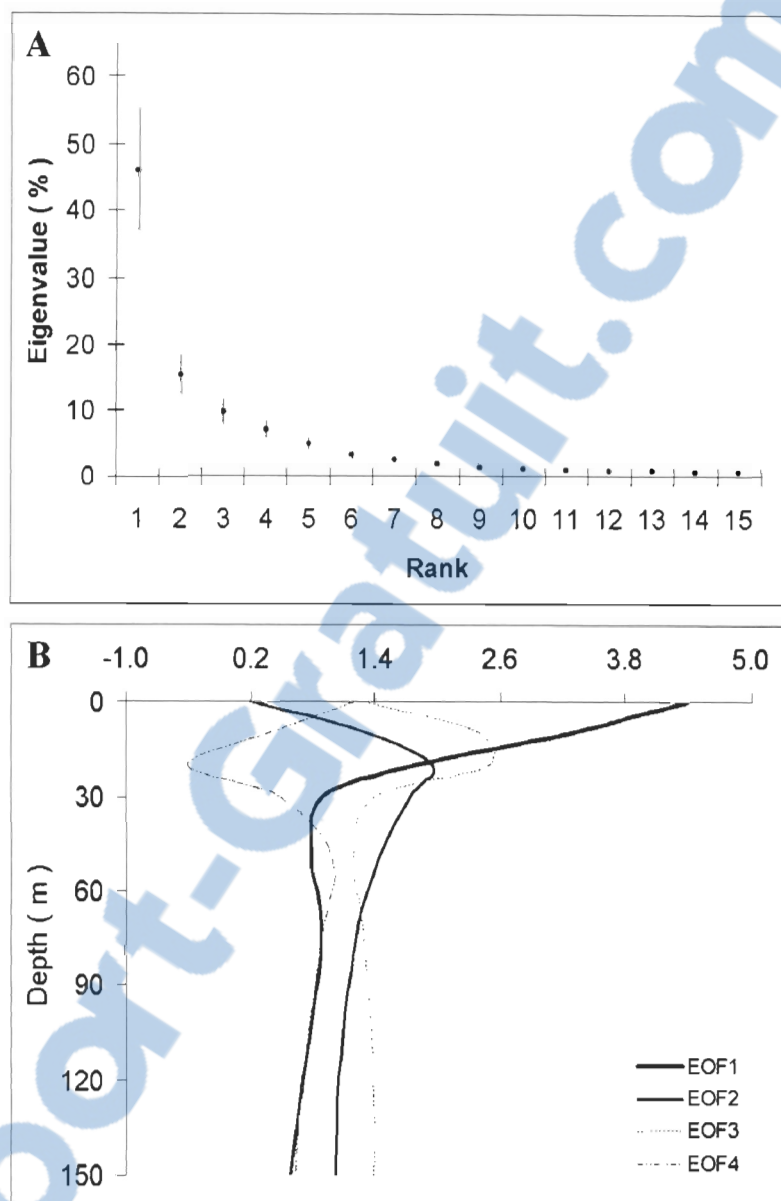 A
60
50
40
30
20
10
0
Eigenvalue ( % )
1 2 3 4 5 6 7 8 9 10 11 12 13 14 15
Rank
B
-1.0 0.2 1.4 2.6 3.8 5.0
0
30
60
90
120
150
Depth ( m )
EOF1
EOF2
EOF3
EOF4
port-Gratuit.com